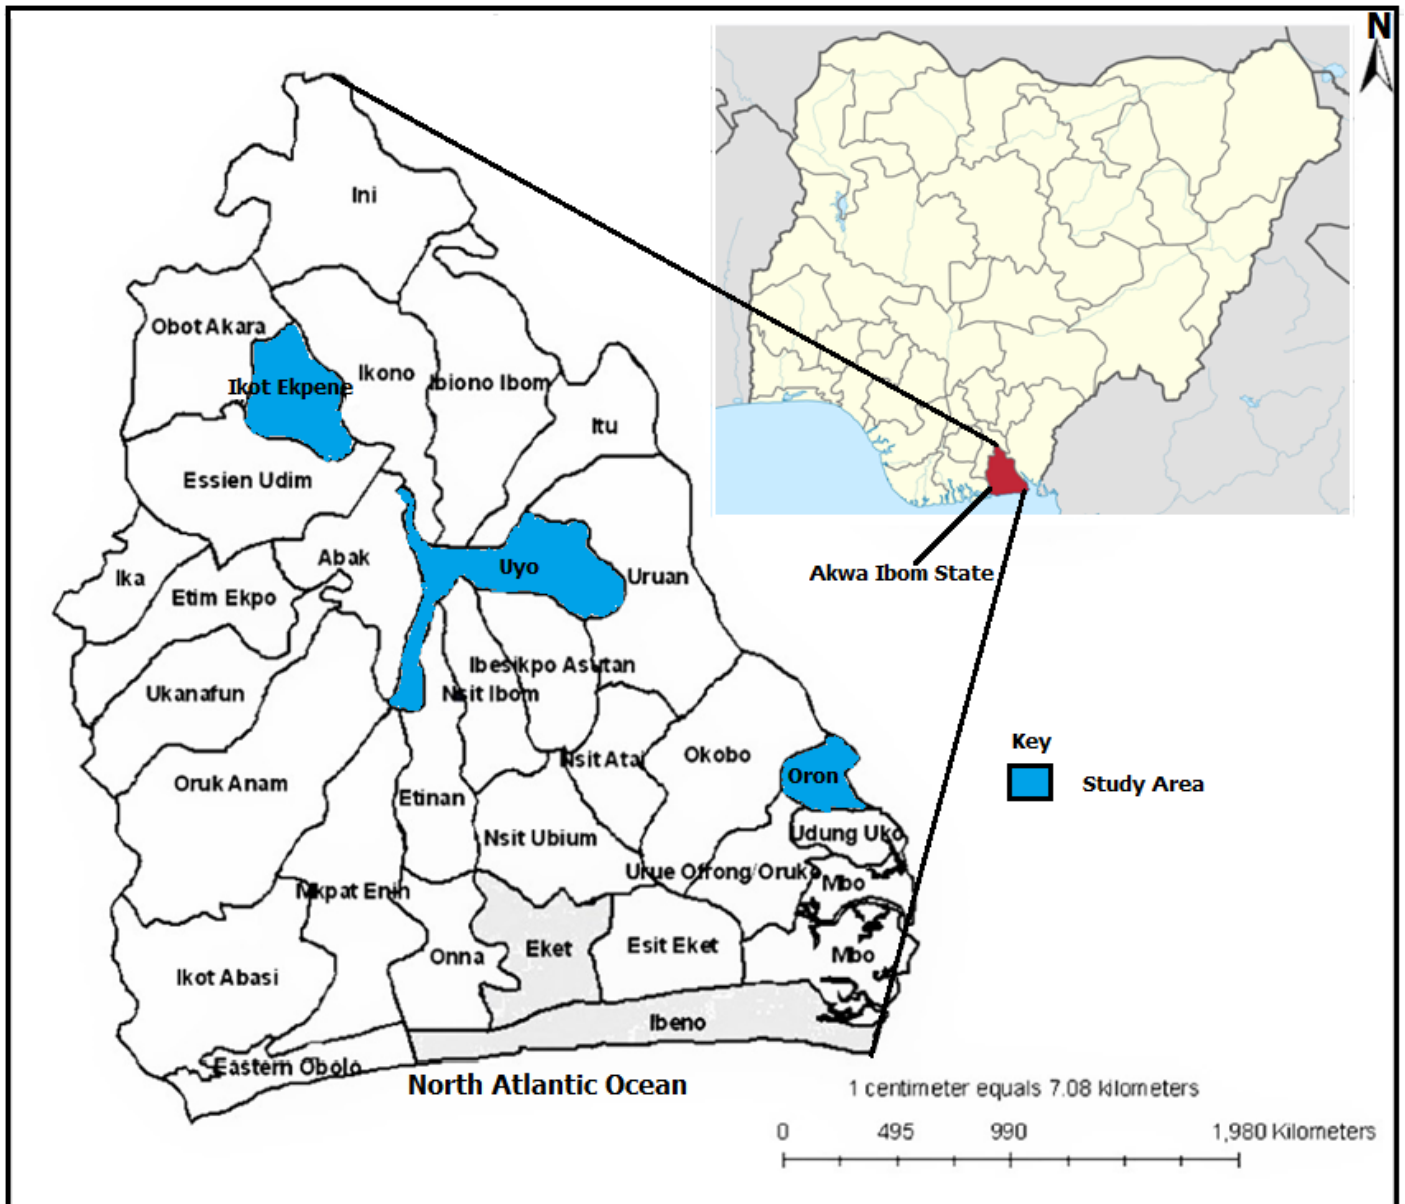 N
Ini
Obot Akara
Ikot Ekpene
Ikono
Ibiono Ibom
Itu
Essien Udim
Ika
Abak
Etim Ekpo
Uyo
Uruan
Akwa Ibom State
Ukanafun
Ibesikpo Asutan
Nsit Ibom
Oruk Anam
Etinan
Nsit Atai
Okobo
Oron
Key
Study Area
Nsit Ubium
Udung Uko
Urue Offong/Oruko
Mbo
Mkpat Enin
Onna
Eket
Esit Eket
Mbo
Ikot Abasi
Ibeno
Eastern Obolo
North Atlantic Ocean
1 centimeter equals 7.08 kilometers
0 495 990 1,980 Kilometers